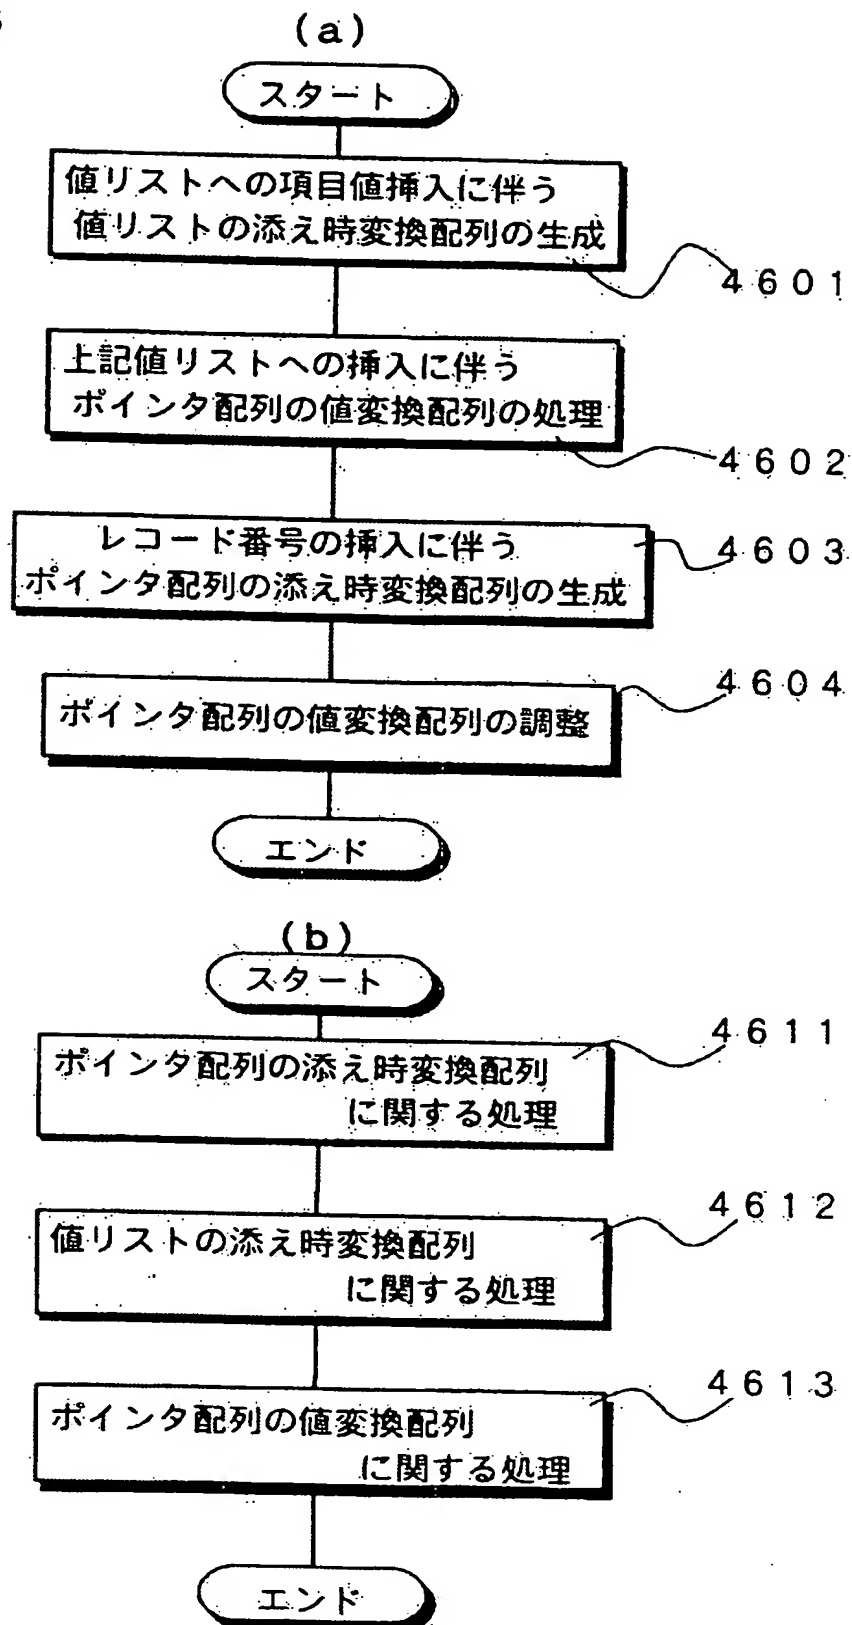 (a)
スタート
値リストへの項目値挿入に伴う
値リストの添え時変換配列の生成
4601
上記値リストへの挿入に伴う
ポインタ配列の値変換配列の処理
4602
レコード番号の挿入に伴う
ポインタ配列の添え時変換配列の生成
4603
4604
ポインタ配列の値変換配列の調整
エンド
(b)
スタート
4611
ポインタ配列の添え時変換配列
に関する処理
4612
値リストの添え時変換配列
に関する処理
4613
ポインタ配列の値変換配列
に関する処理
エンド